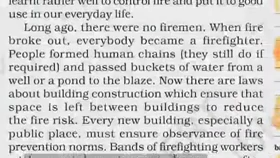 learnt rather well to control fire and put it to good
use in our everyday life.
Long ago, there were no firemen. When fire
broke out, everybody became a firefighter.
People formed human chains (they still do if
required) and passed buckets of water from a
well or a pond to the blaze. Now there are laws
about building construction which ensure that
space is left between buildings to reduce
the fire risk. Every new building, especially a
public place, must ensure observance of fire
prevention norms. Bands of firefighting workers